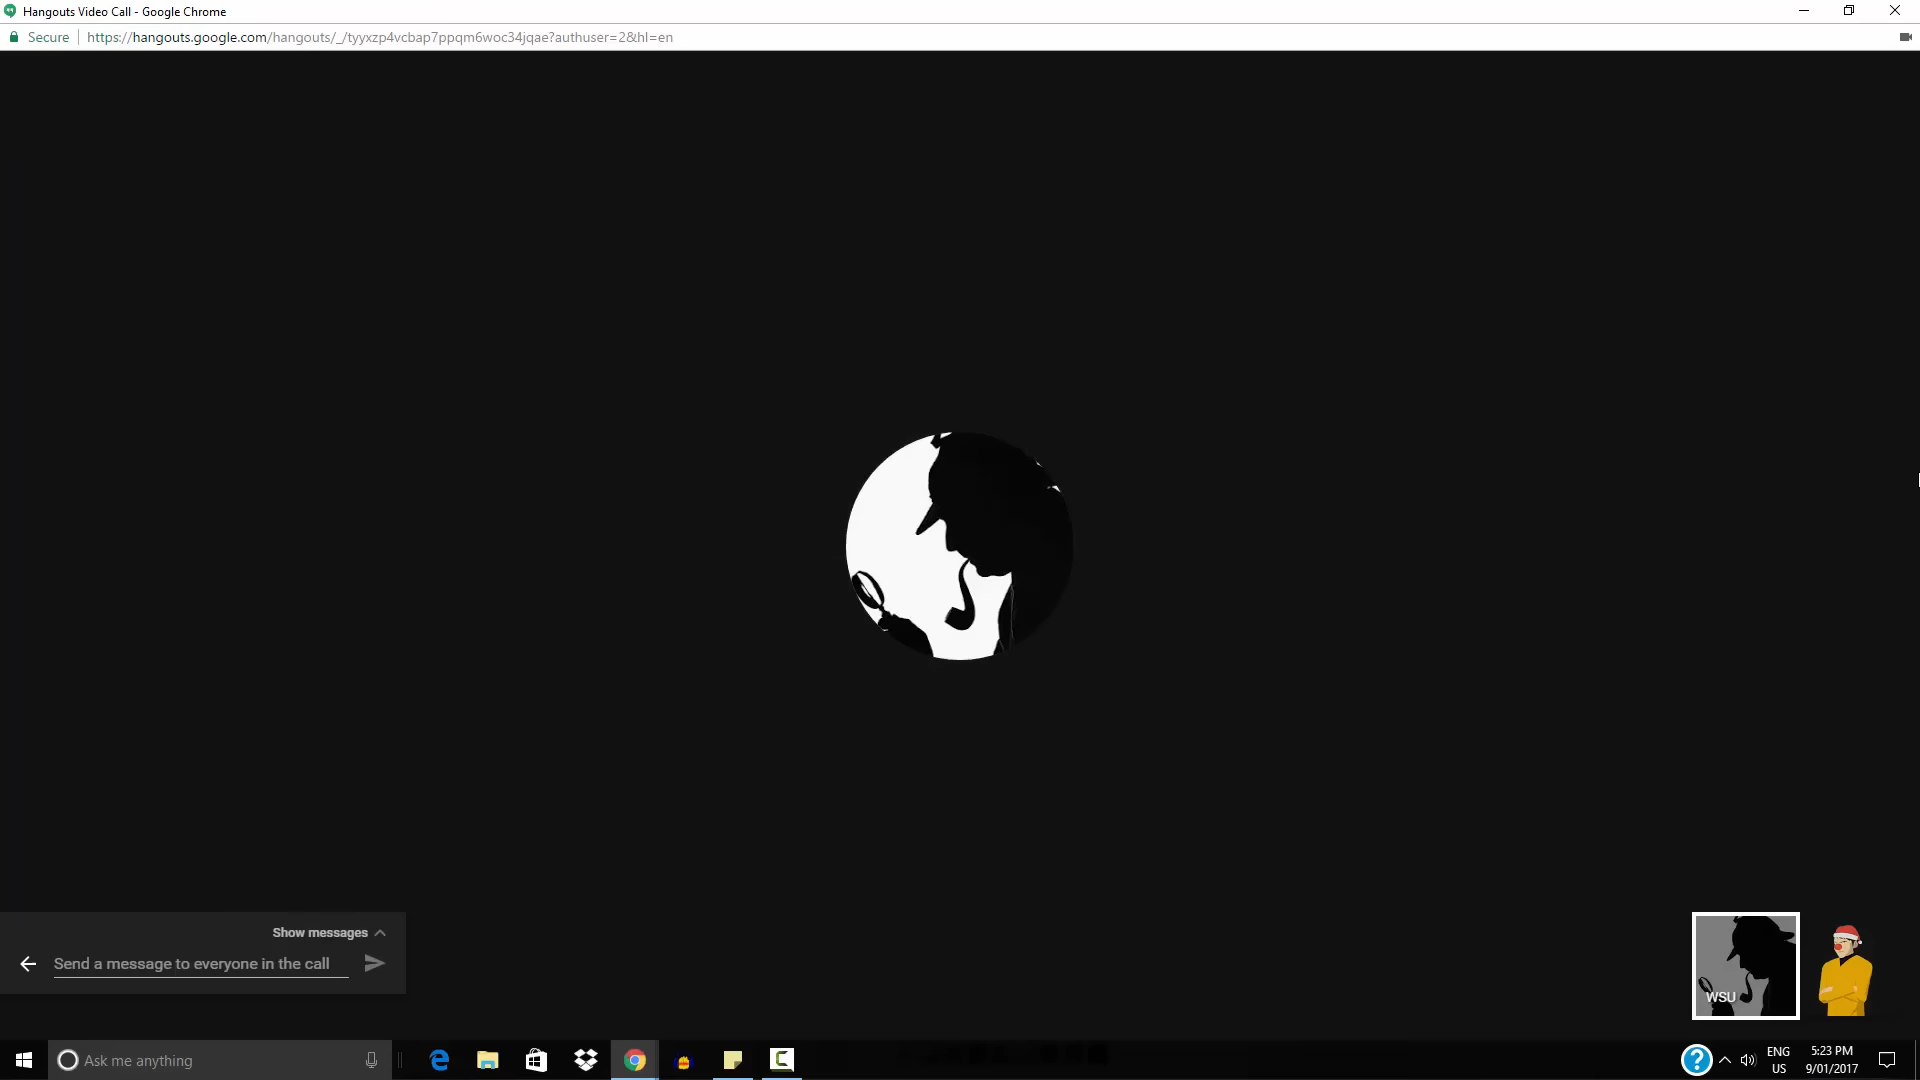 Hangouts Video Call - Google Chrome
Secure https://hangouts.google.com/hangouts/_/tyyxzp4vcbap7ppqm6woc34jqae?authuser=2&hl=en
Show messages
Send a message to everyone in the call
WSU
Ask me anything
ENG
US
5:23 PM
9/01/2017